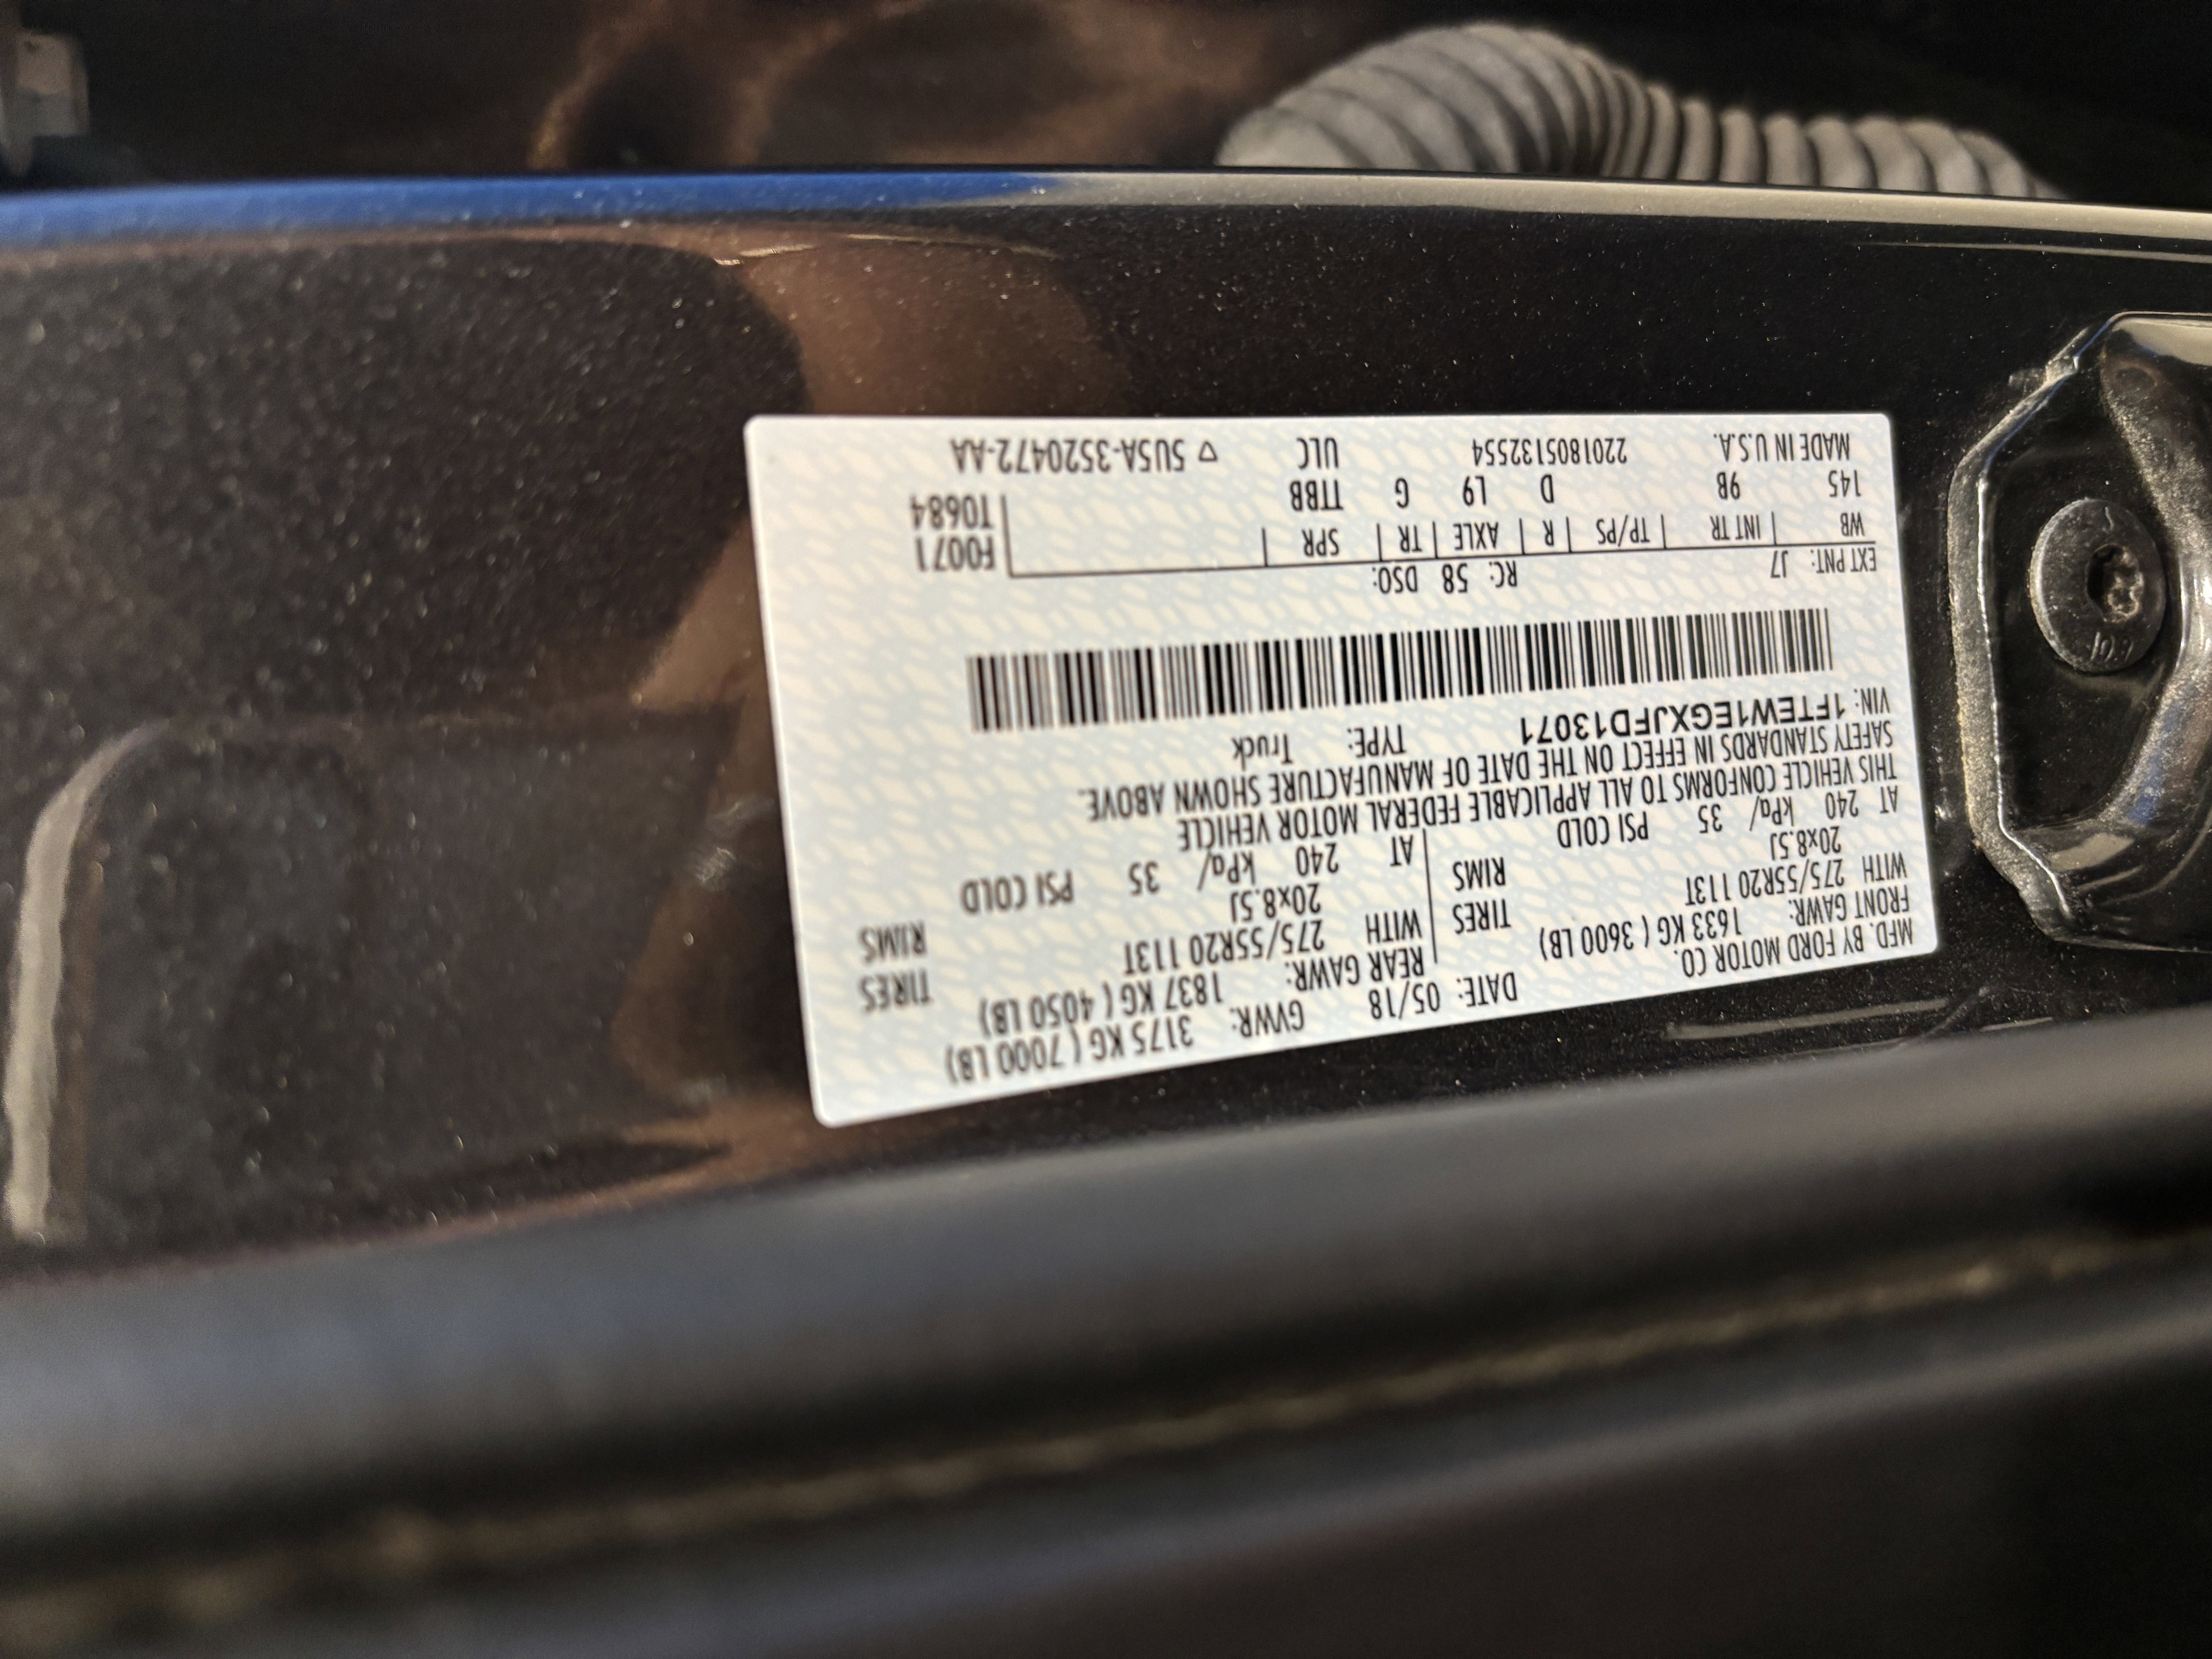 MFD. BY FORD MOTOR CO.
DATE: 05/18 GVWR: 3175 KG ( 7000 LB)
FRONT GAWR: 1633 KG ( 3600 LB) REAR GAWR: 1837 KG ( 4050 LB)
WITH 275/55R20 113T TIRES WITH 275/55R20 113T TIRES
20x8.5J RIMS 20x8.5J RIMS
AT 240 kPa/ 35 PSI COLD AT 240 kPa/ 35 PSI COLD
THIS VEHICLE CONFORMS TO ALL APPLICABLE FEDERAL MOTOR VEHICLE
SAFETY STANDARDS IN EFFECT ON THE DATE OF MANUFACTURE SHOWN ABOVE.
VIN: 1FTEW1EGXJFD13071 TYPE: Truck
EXT PNT: J7 RC: 58 DSO: F0071
WB | INT TR | TP/PS | R | AXLE | TR | SPR T0684
145 9B D L9 G TTBB
MADE IN U.S.A. 2201805132554 ULC ▽ 5U5A-3520472-AA
10.9